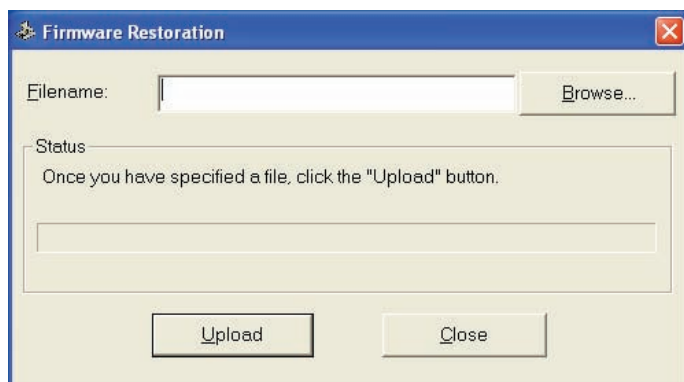 Firmware Restoration
Filename:
Browse...
Status
Once you have specified a file, click the "Upload" button.
Upload
Close